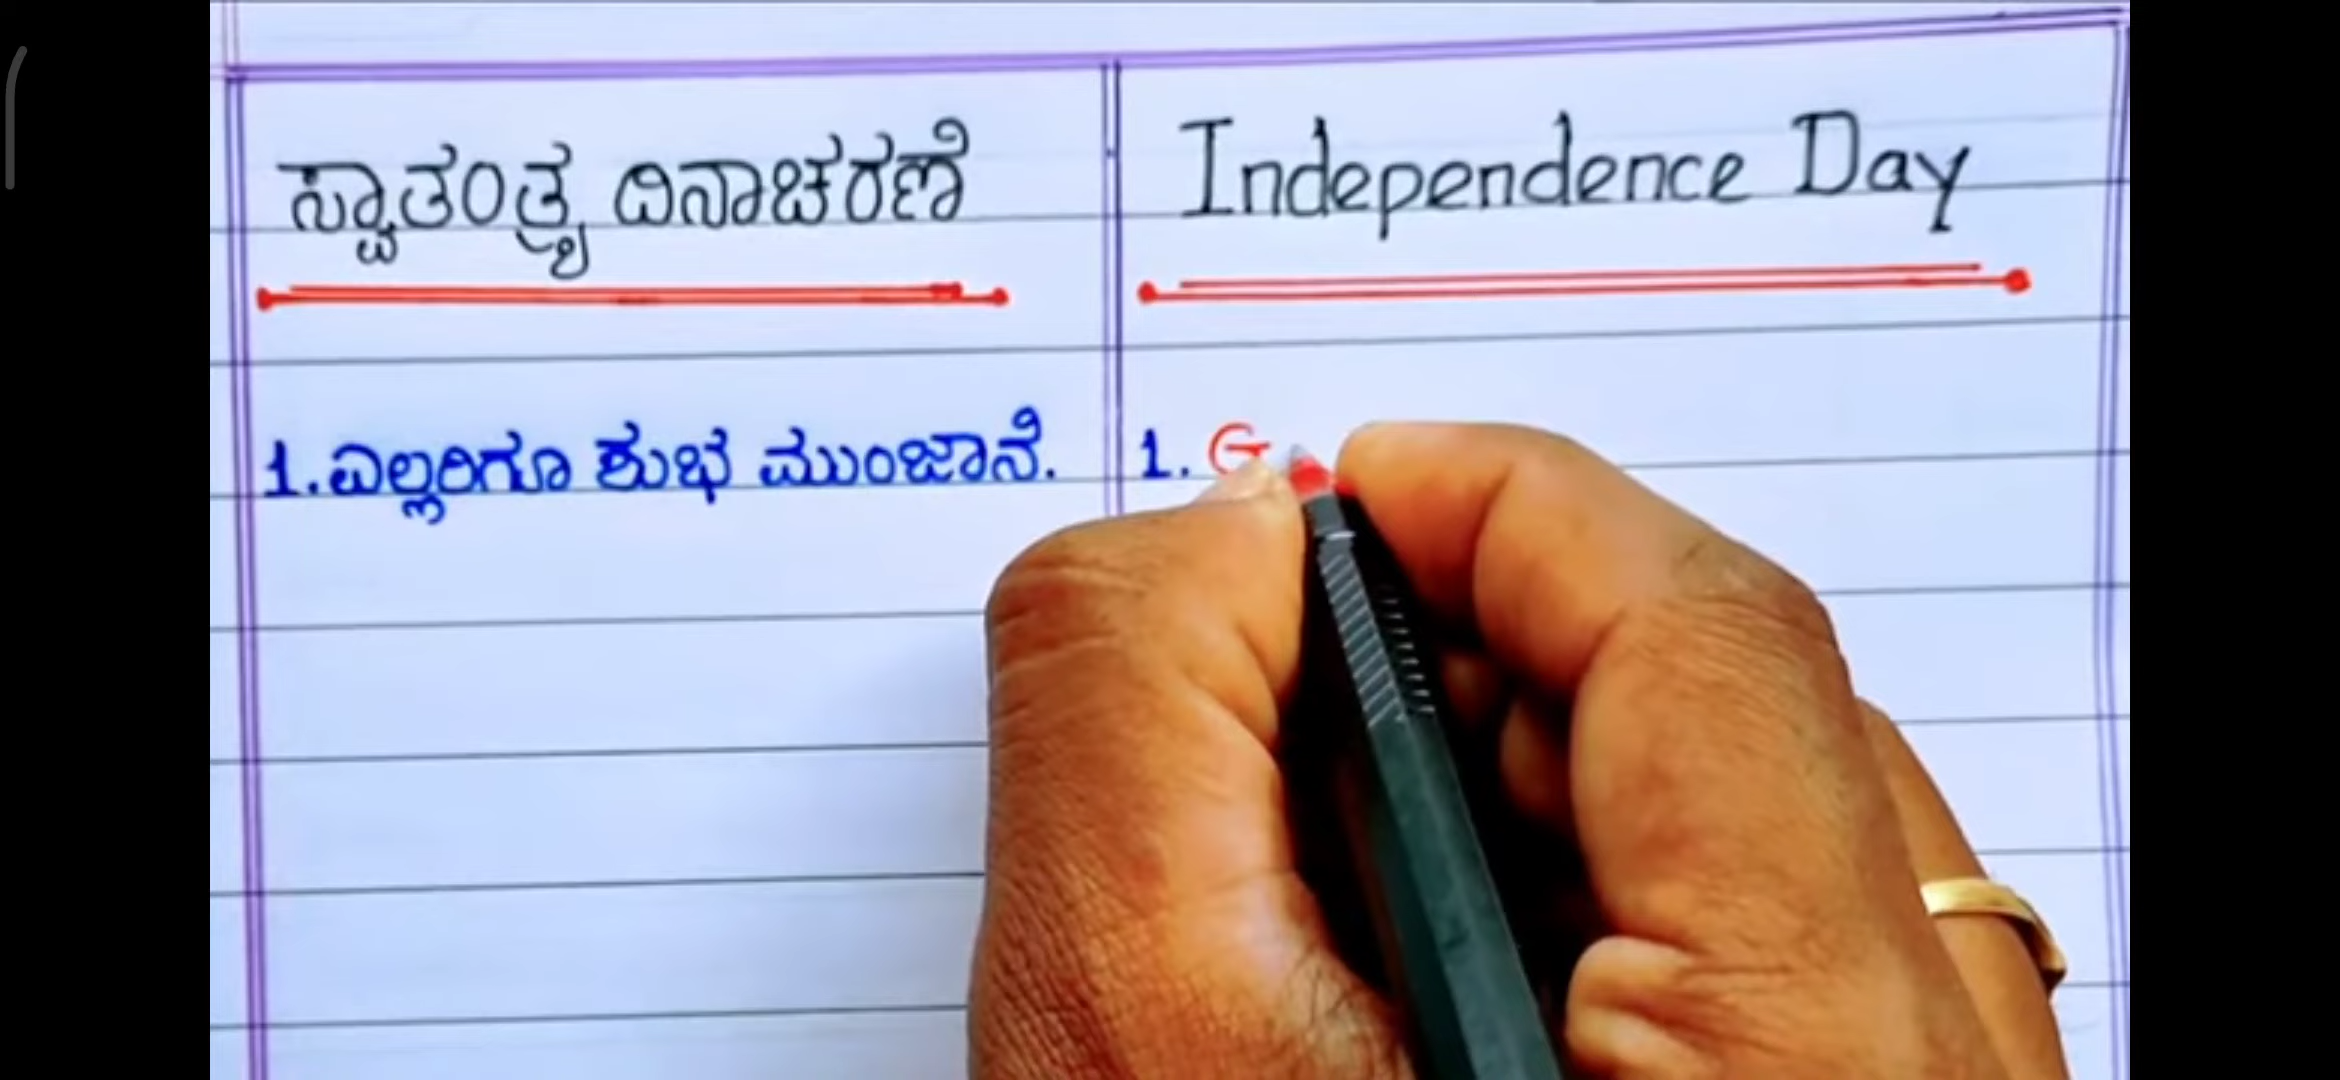 ಸ್ವಾತಂತ್ರ್ಯ ದಿನಾಚರಣೆ
Independence Day
1. ಎಲ್ಲರಿಗೂ ಶುಭ ಮುಂಜಾನೆ.
1. G